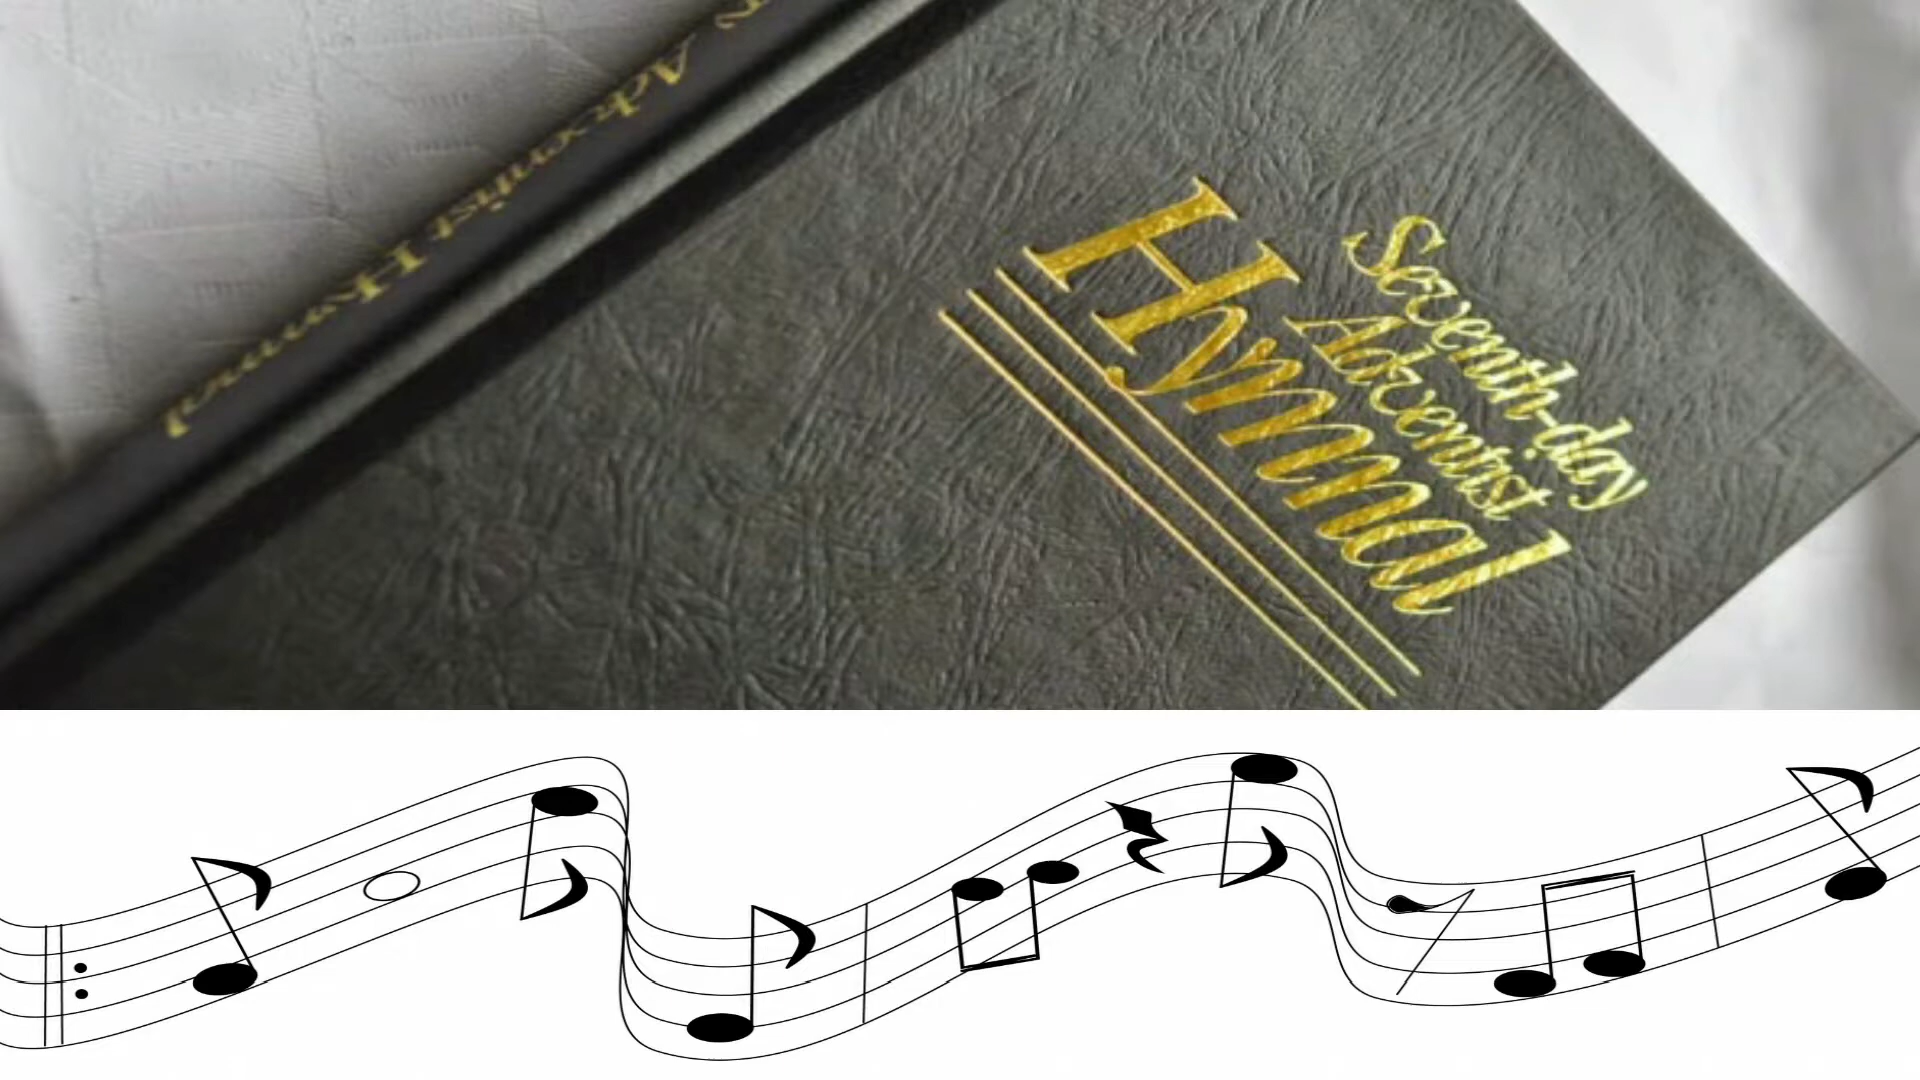 Seventh-day
Adventist
Hymnal
Adventist Hymnal